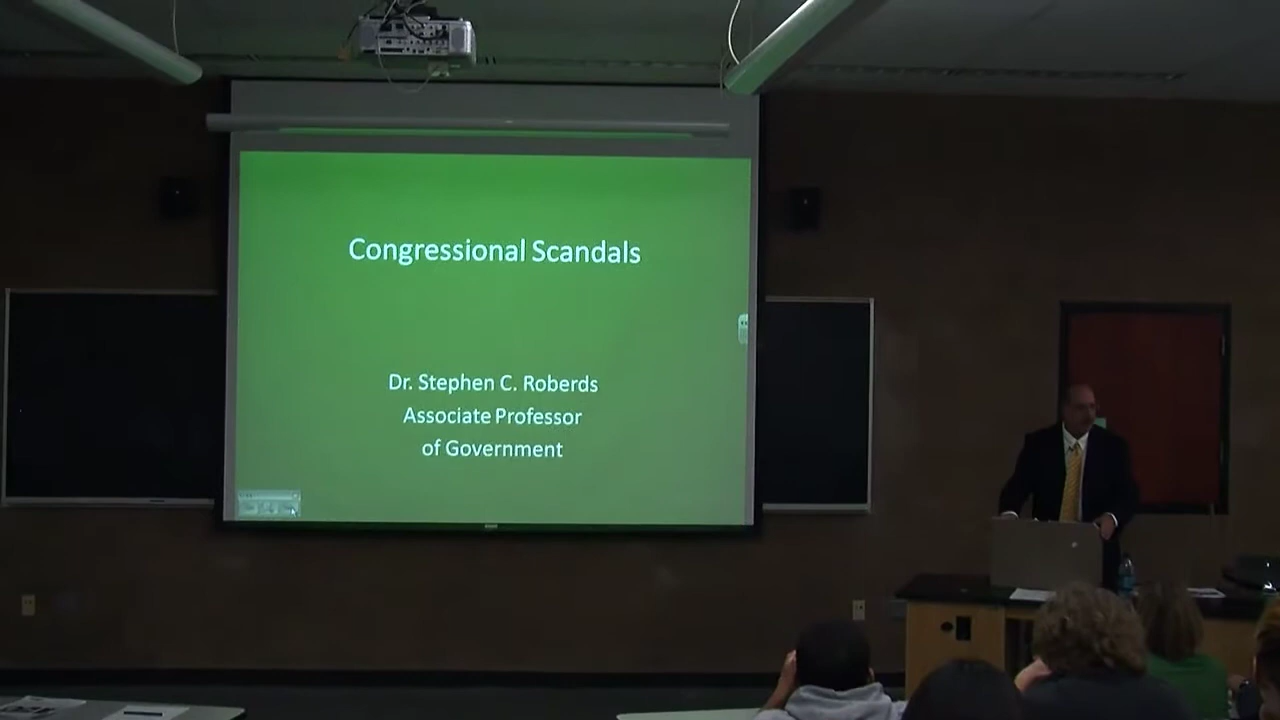 Congressional Scandals
Dr. Stephen C. Roberds
Associate Professor
of Government